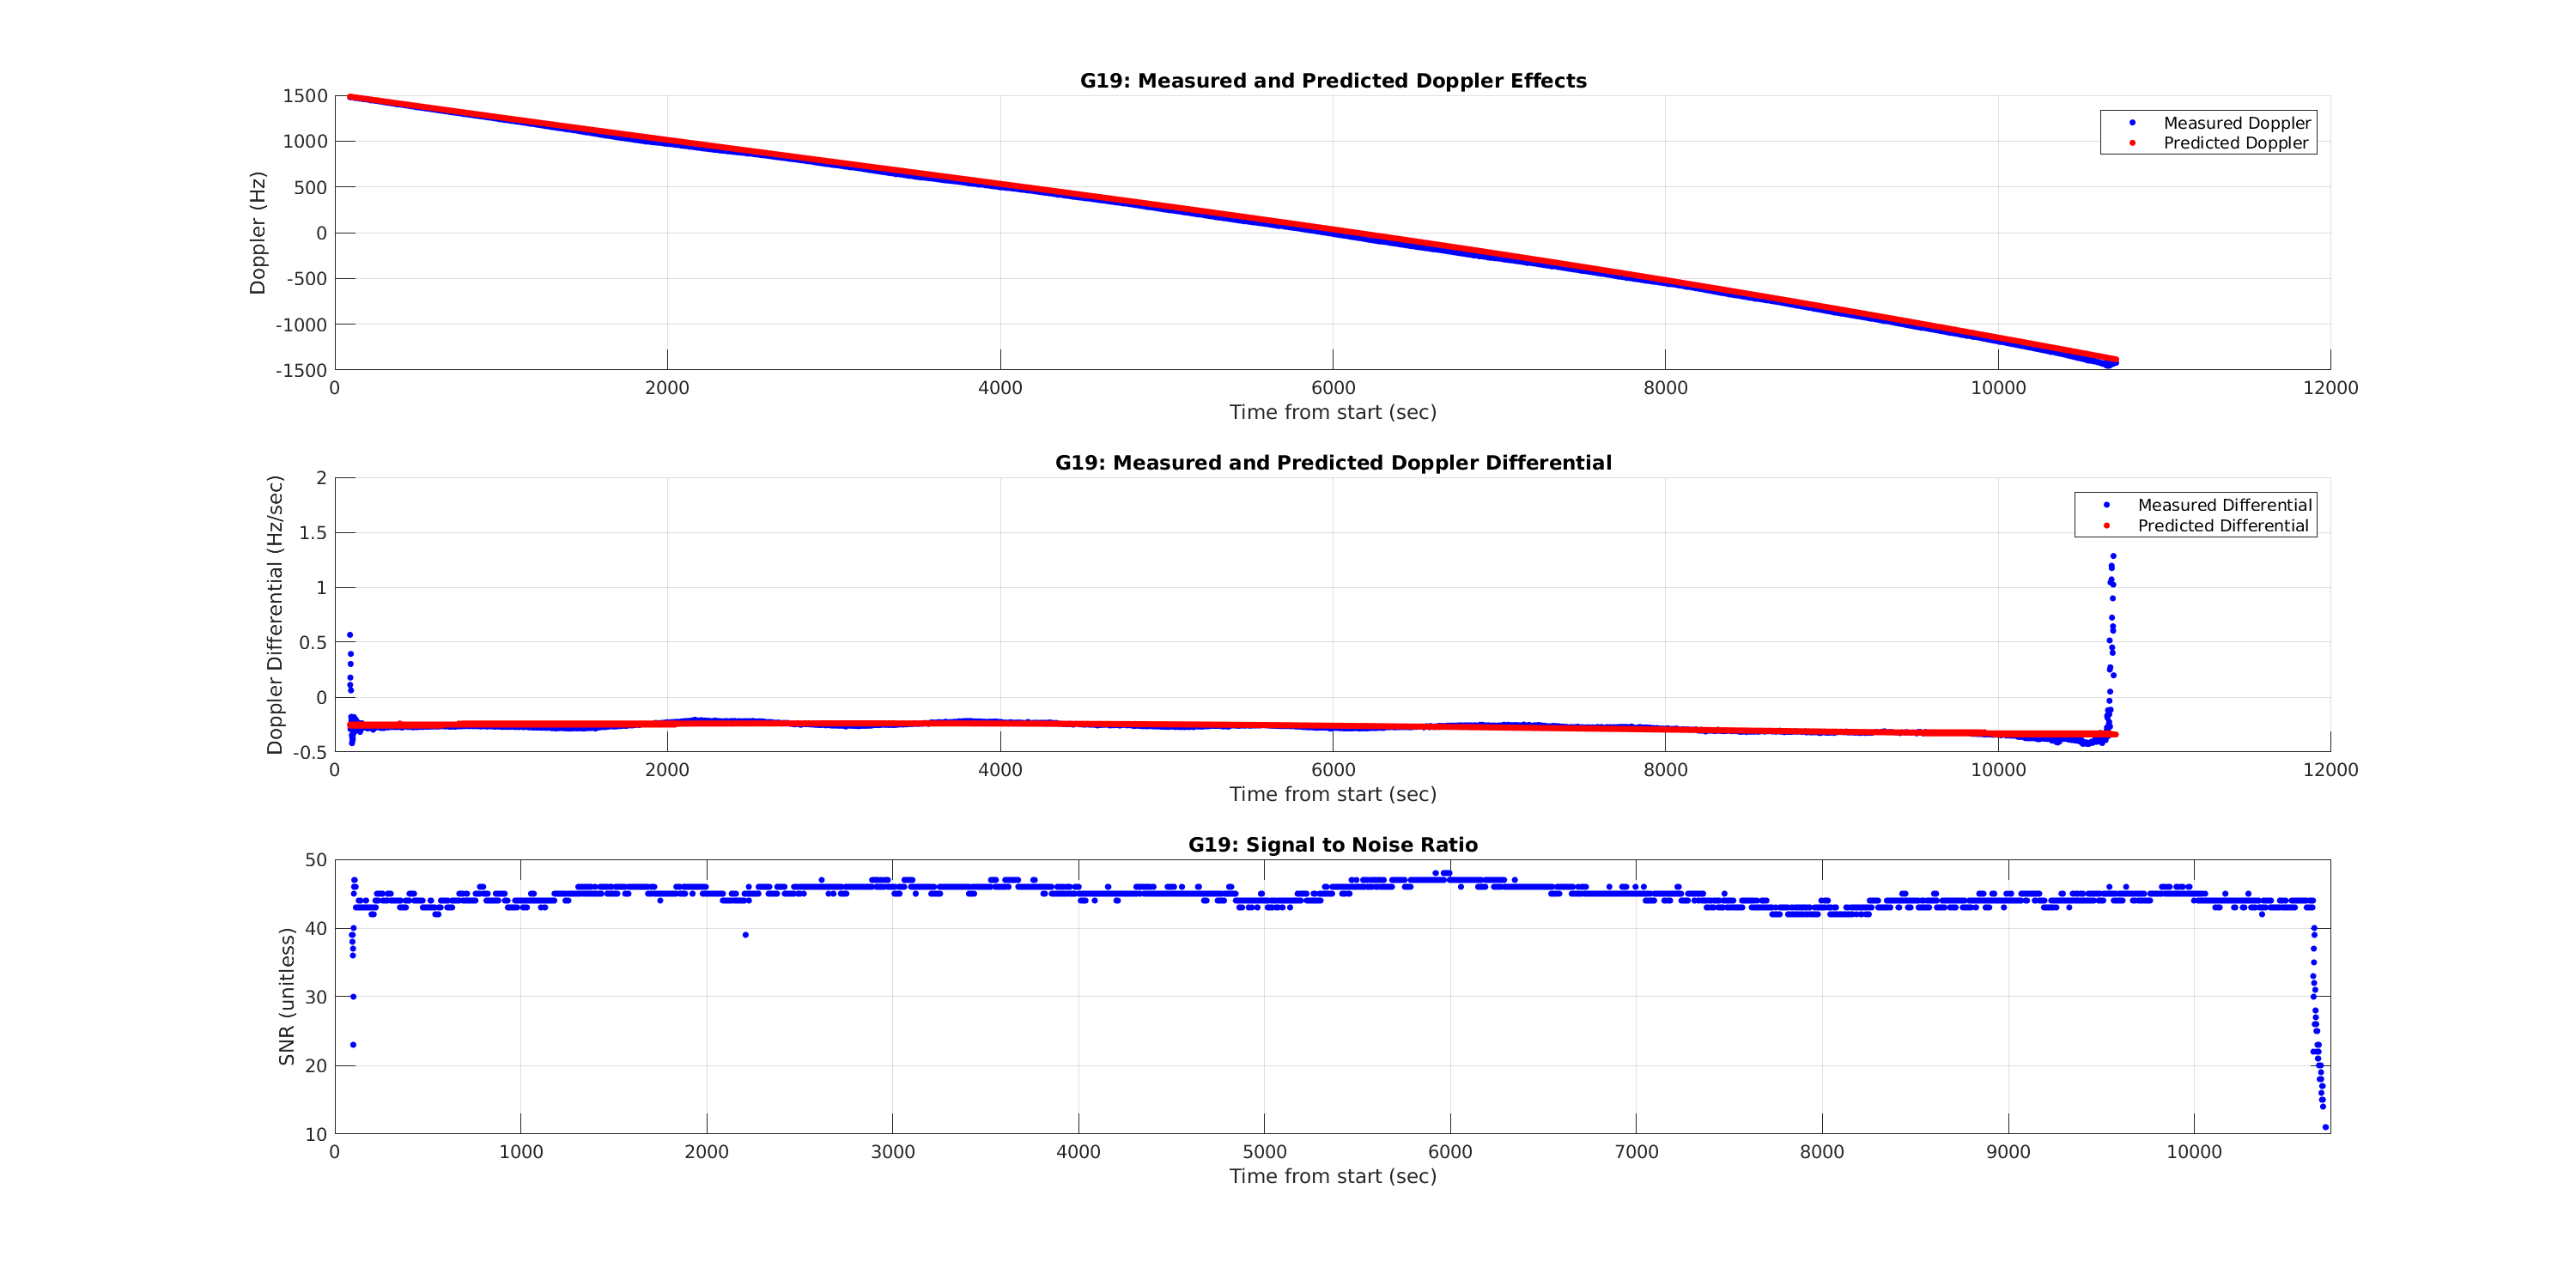 G19: Measured and Predicted Doppler Effects
1500
1000
500
0
-500
-1000
-1500
Doppler (Hz)
Measured Doppler
Predicted Doppler
0 2000 4000 6000 8000 10000 12000
Time from start (sec)
G19: Measured and Predicted Doppler Differential
2
1.5
1
0.5
0
-0.5
Doppler Differential (Hz/sec)
Measured Differential
Predicted Differential
0 2000 4000 6000 8000 10000 12000
Time from start (sec)
G19: Signal to Noise Ratio
50
40
30
20
10
SNR (unitless)
0 1000 2000 3000 4000 5000 6000 7000 8000 9000 10000
Time from start (sec)